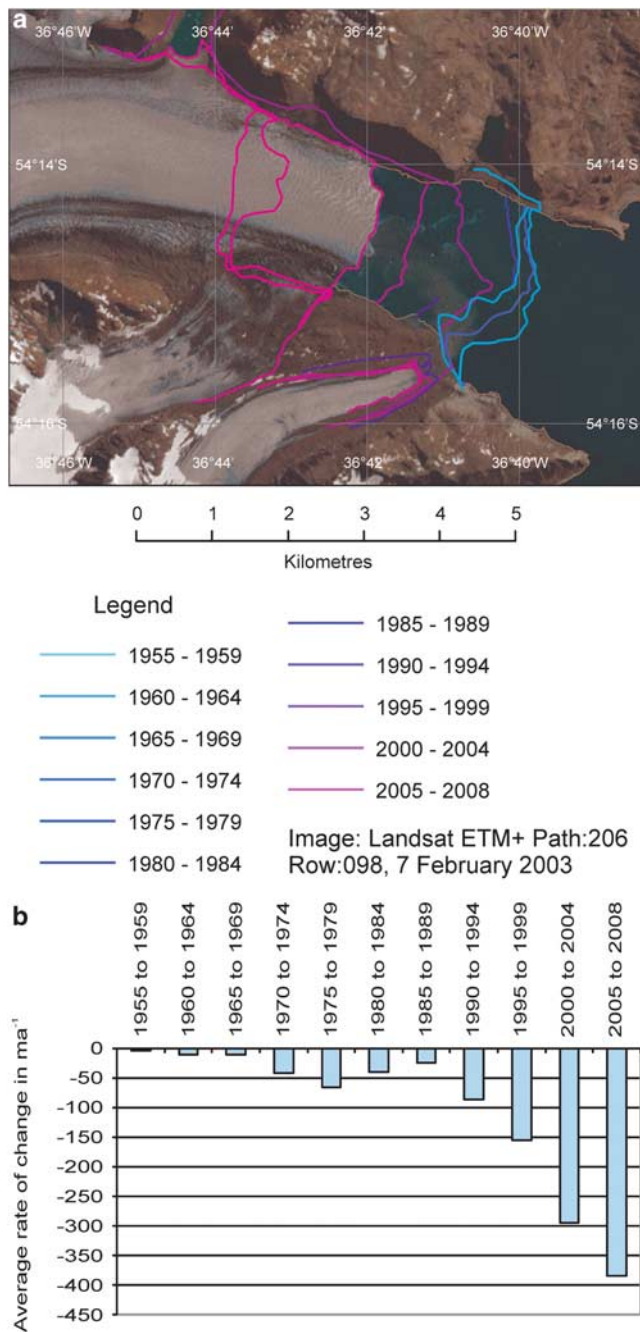 a
36°46'W 36°44' 36°42' 36°40'W
54°14'S 54°14'S
54°16'S 54°16'S
36°46'W 36°44' 36°42' 36°40'W
0 1 2 3 4 5
Kilometres
Legend
1955 - 1959
1960 - 1964
1965 - 1969
1970 - 1974
1975 - 1979
1980 - 1984
1985 - 1989
1990 - 1994
1995 - 1999
2000 - 2004
2005 - 2008
Image: Landsat ETM+ Path:206
Row:098, 7 February 2003
b
1955 to 1959
1960 to 1964
1965 to 1969
1970 to 1974
1975 to 1979
1980 to 1984
1985 to 1989
1990 to 1994
1995 to 1999
2000 to 2004
2005 to 2008
Average rate of change in ma⁻¹
0
-50
-100
-150
-200
-250
-300
-350
-400
-450